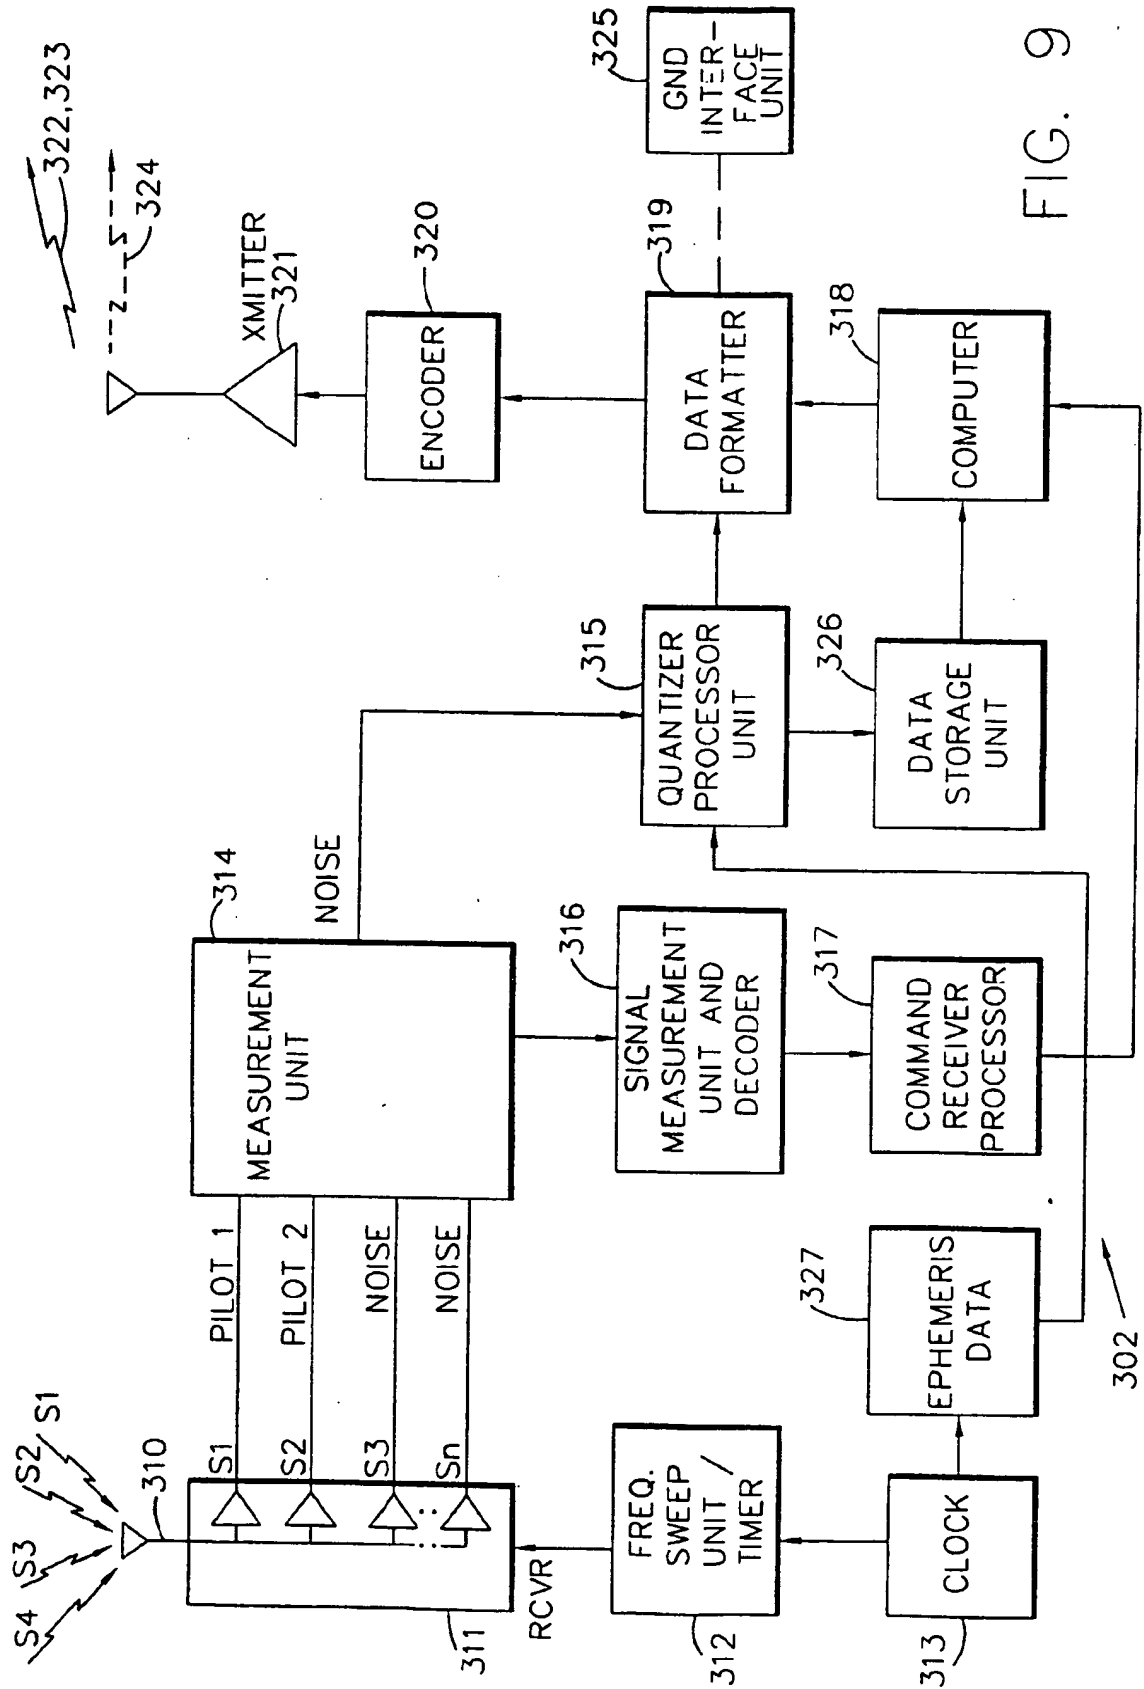 S4
S3
S2
S1
310
311
RCVR
S1
S2
S3
Sn
PILOT 1
PILOT 2
NOISE
NOISE
MEASUREMENT
UNIT
314
NOISE
322,323
324
XMITTER
321
ENCODER
320
FREQ.
SWEEP
UNIT /
TIMER
312
SIGNAL
MEASUREMENT
UNIT AND
DECODER
316
QUANTIZER
PROCESSOR
UNIT
315
DATA
FORMATTER
319
GND
INTER-
FACE
UNIT
325
CLOCK
313
EPHEMERIS
DATA
327
COMMAND
RECEIVER
PROCESSOR
317
DATA
STORAGE
UNIT
326
COMPUTER
318
302
FIG. 9